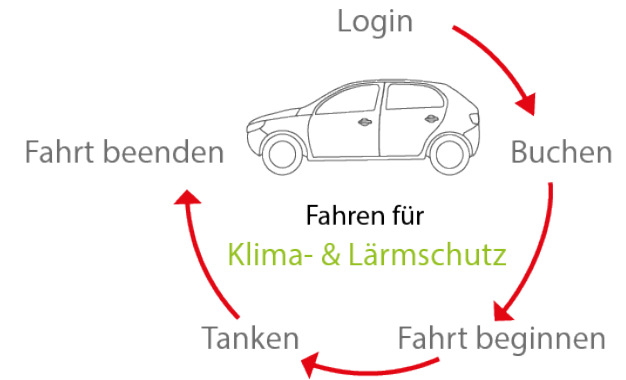 Login
Fahrt beenden
Buchen
Fahren für
Klima- & Lärmschutz
Tanken
Fahrt beginnen